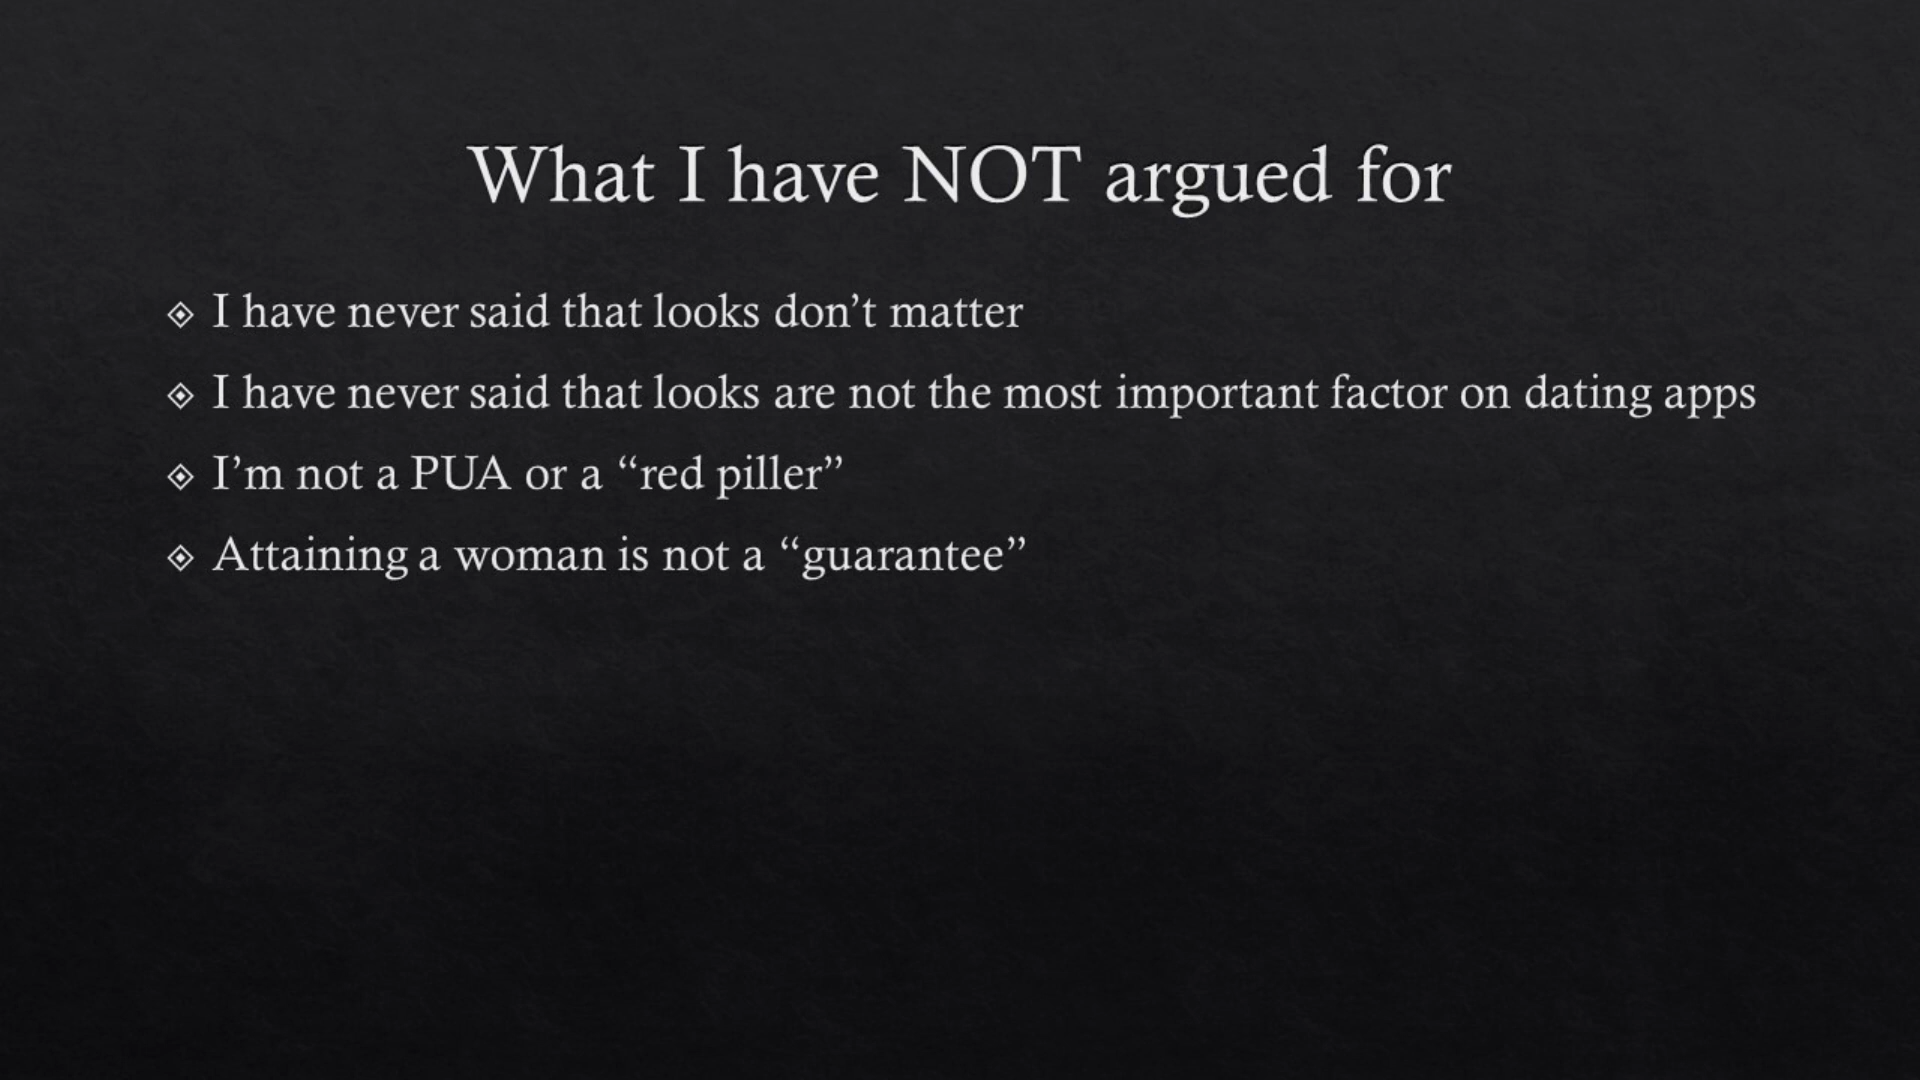 What I have NOT argued for
I have never said that looks don’t matter
I have never said that looks are not the most important factor on dating apps
I’m not a PUA or a “red piller”
Attaining a woman is not a “guarantee”